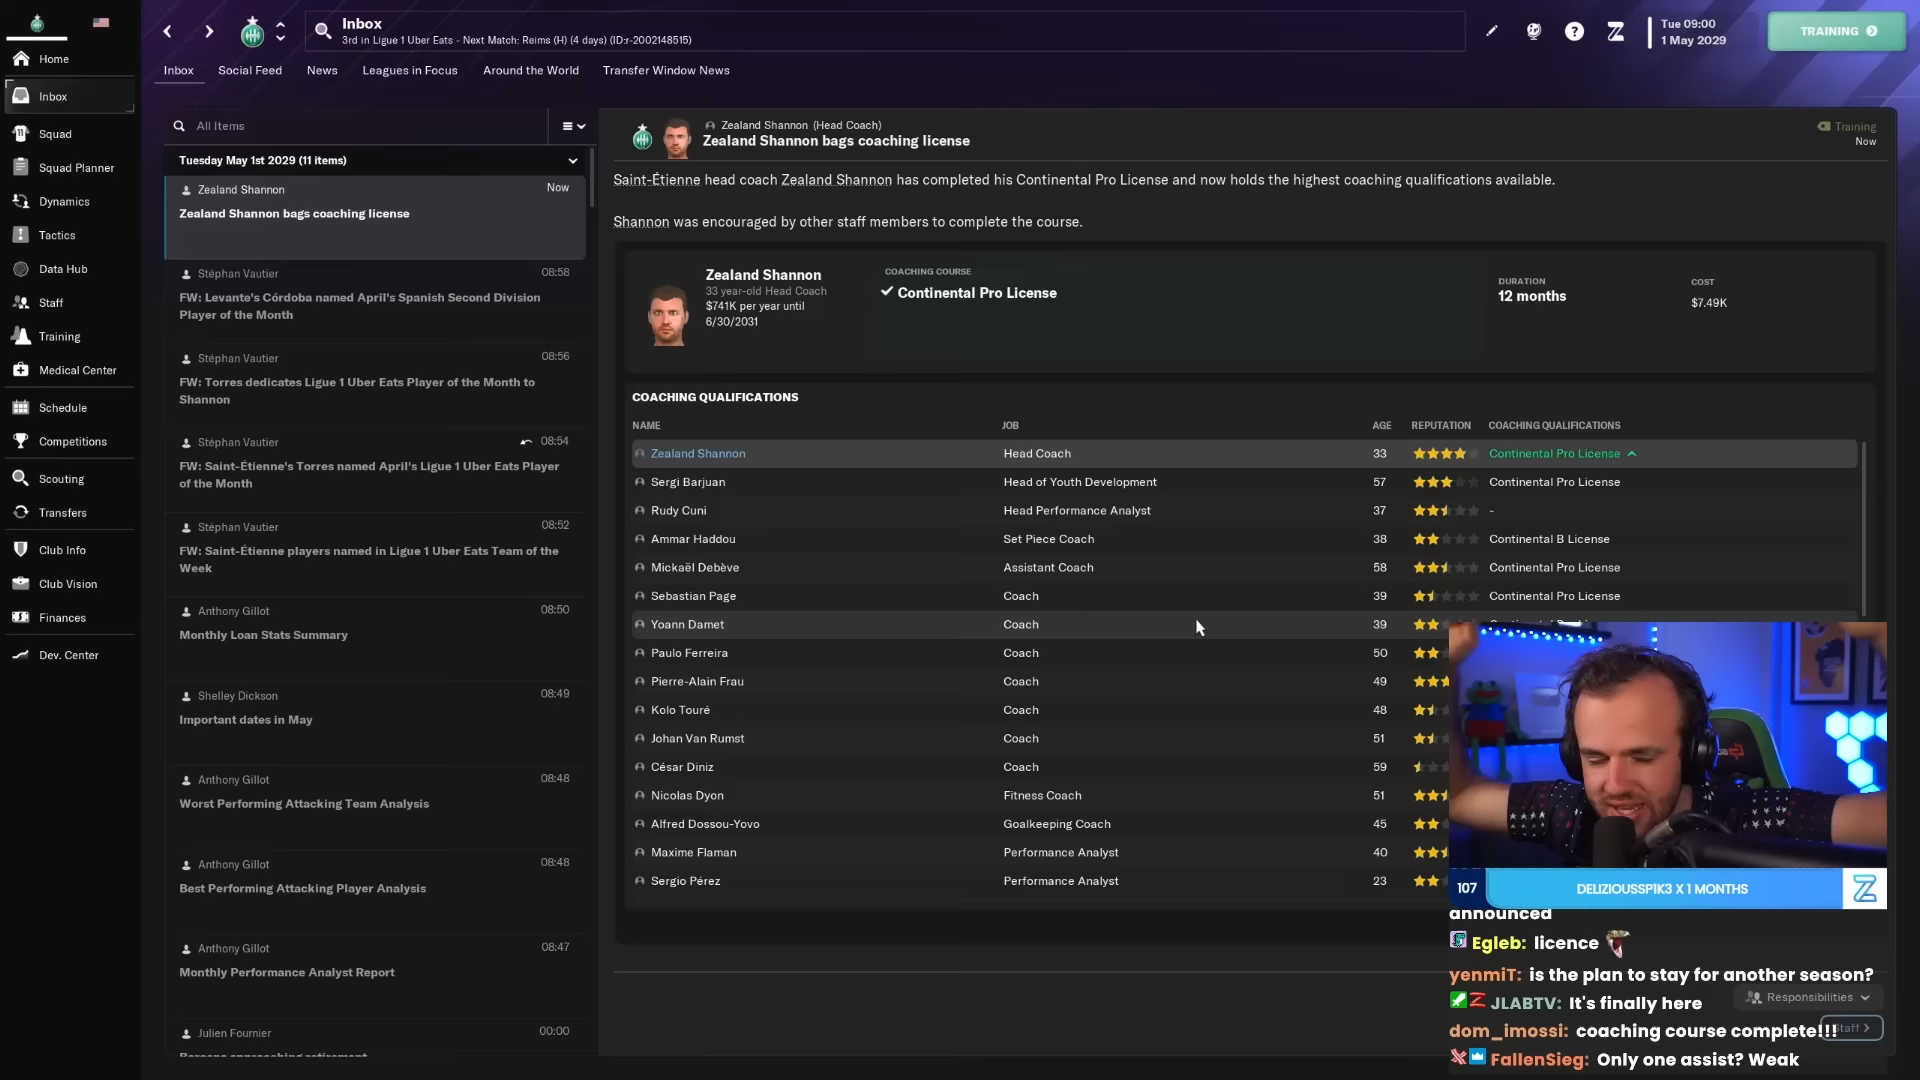 Inbox
3rd in Ligue 1 Uber Eats - Next Match: Reims (H) (4 days) (ID:r-2002148515)
Tue 09:00
1 May 2029
TRAINING
Home
Inbox
Squad
Squad Planner
Dynamics
Tactics
Data Hub
Staff
Training
Medical Center
Schedule
Competitions
Scouting
Transfers
Club Info
Club Vision
Finances
Dev. Center
Inbox Social Feed News Leagues in Focus Around the World Transfer Window News
All Items
Tuesday May 1st 2029 (11 items)
Zealand Shannon Now
Zealand Shannon bags coaching license
Stéphan Vautier 08:58
FW: Levante's Córdoba named April's Spanish Second Division
Player of the Month
Stéphan Vautier 08:56
FW: Torres dedicates Ligue 1 Uber Eats Player of the Month to
Shannon
Stéphan Vautier 08:54
FW: Saint-Étienne's Torres named April's Ligue 1 Uber Eats Player
of the Month
Stéphan Vautier 08:52
FW: Saint-Étienne players named in Ligue 1 Uber Eats Team of the
Week
Anthony Gillot 08:50
Monthly Loan Stats Summary
Shelley Dickson 08:49
Important dates in May
Anthony Gillot 08:48
Worst Performing Attacking Team Analysis
Anthony Gillot 08:48
Best Performing Attacking Player Analysis
Anthony Gillot 08:47
Monthly Performance Analyst Report
Julien Fournier 00:00
Zealand Shannon (Head Coach)
Zealand Shannon bags coaching license
Training
Now
Saint-Étienne head coach Zealand Shannon has completed his Continental Pro License and now holds the highest coaching qualifications available.
Shannon was encouraged by other staff members to complete the course.
Zealand Shannon
33 year-old Head Coach
$741K per year until
6/30/2031
COACHING COURSE
Continental Pro License
DURATION
12 months
COST
$7.49K
COACHING QUALIFICATIONS
NAME JOB AGE REPUTATION COACHING QUALIFICATIONS
Zealand Shannon Head Coach 33 Continental Pro License
Sergi Barjuan Head of Youth Development 57 Continental Pro License
Rudy Cuni Head Performance Analyst 37 -
Ammar Haddou Set Piece Coach 38 Continental B License
Mickaël Debève Assistant Coach 58 Continental Pro License
Sebastian Page Coach 39 Continental Pro License
Yoann Damet Coach 39
Paulo Ferreira Coach 50
Pierre-Alain Frau Coach 49
Kolo Touré Coach 48
Johan Van Rumst Coach 51
César Diniz Coach 59
Nicolas Dyon Fitness Coach 51
Alfred Dossou-Yovo Goalkeeping Coach 45
Maxime Flaman Performance Analyst 40
Sergio Pérez Performance Analyst 23
107 DELIZIOUSSP1K3 X 1 MONTHS
announced
Egleb: licence
yenmiT: is the plan to stay for another season?
Responsibilities
JLABTV: It's finally here
dom_imossi: coaching course complete!!!
Staff
FallenSieg: Only one assist? Weak